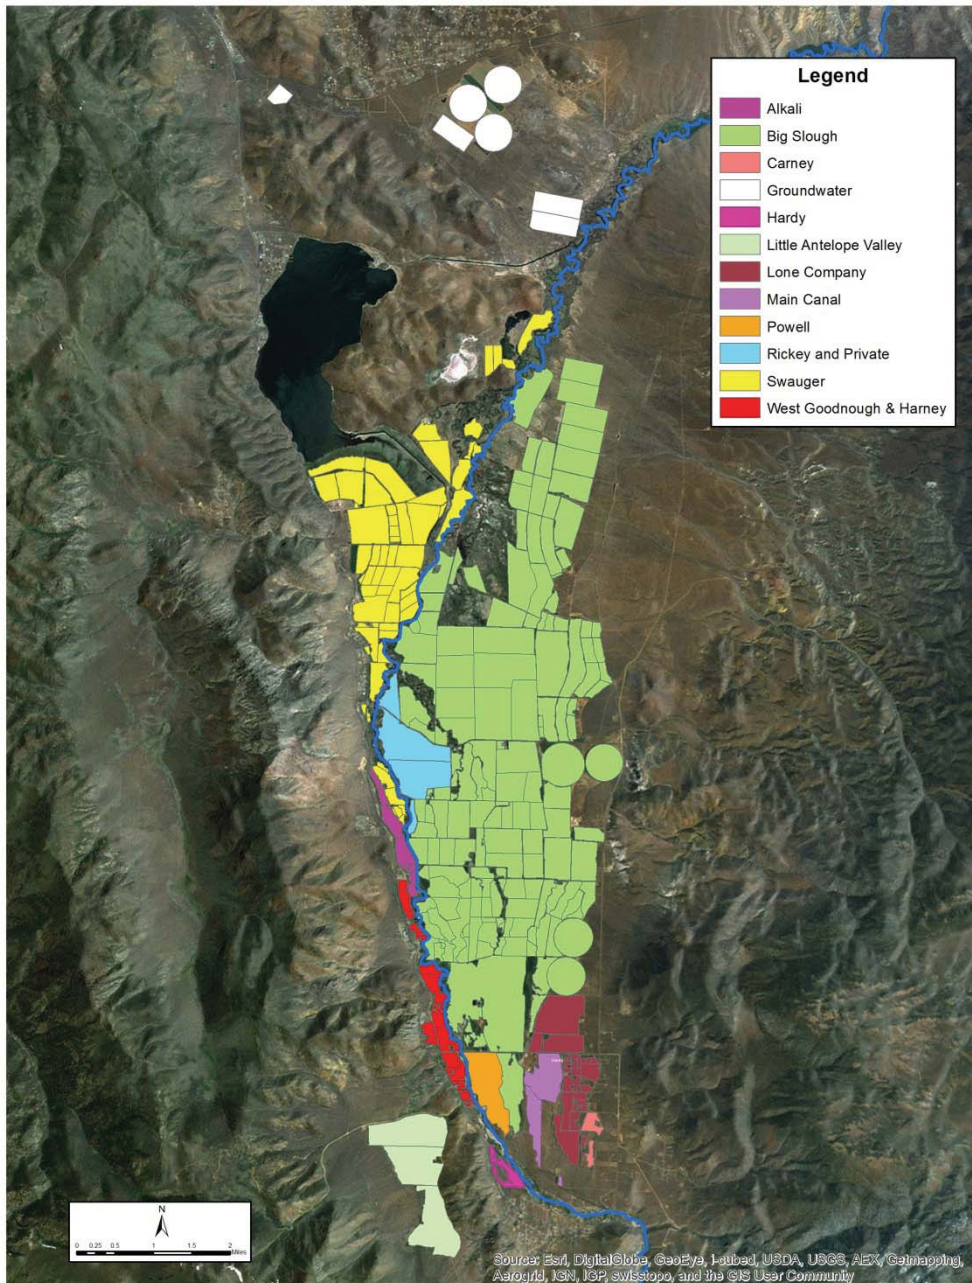 Legend
Alkali
Big Slough
Carney
Groundwater
Hardy
Little Antelope Valley
Lone Company
Main Canal
Powell
Rickey and Private
Swauger
West Goodnough & Harney
N
0 0.25 0.5 1 1.5 2
Miles
Source: Esri, DigitalGlobe, GeoEye, i-cubed, USDA, USGS, AEX, Getmapping,
Aerogrid, IGN, IGP, swisstopo, and the GIS User Community